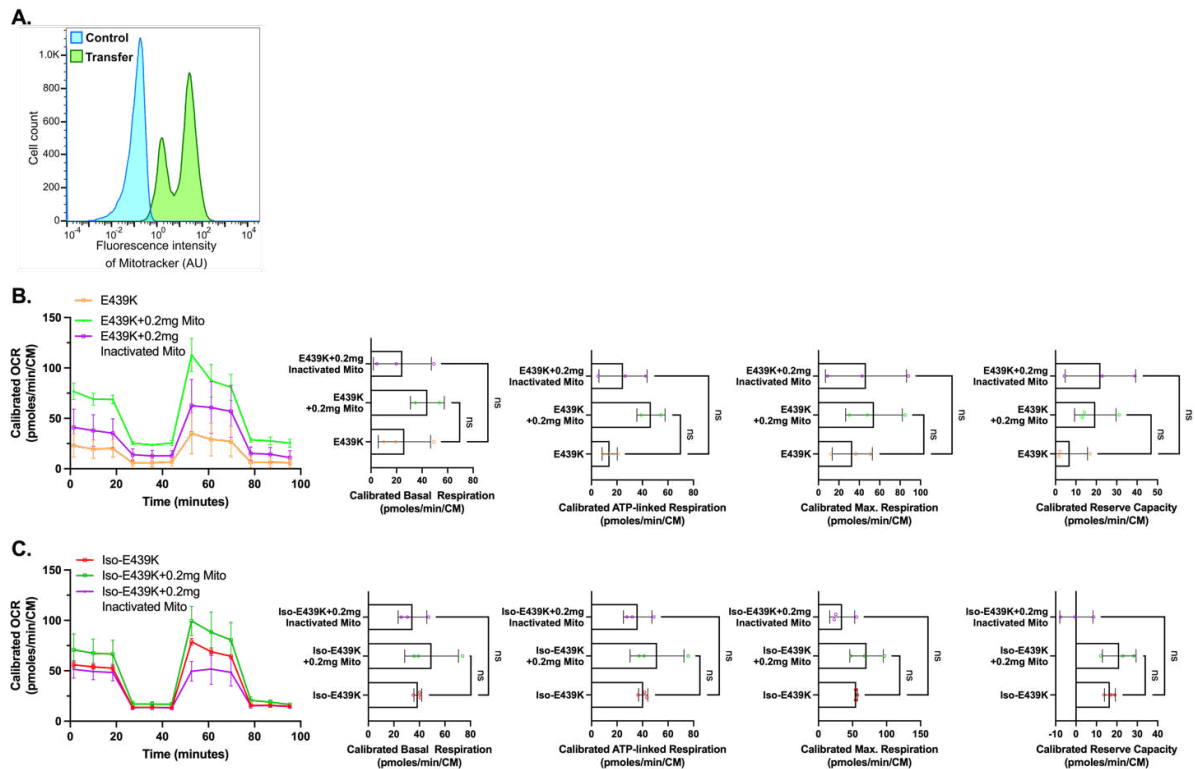 A.
Control
Transfer
1.0K
800
600
400
200
0
Cell count
10-4
10-2
100
102
104
Fluorescence intensity
of Mitotracker (AU)
B.
E439K
E439K+0.2mg Mito
E439K+0.2mg
Inactivated Mito
150
100
50
0
Calibrated OCR
(pmoles/min/CM)
0 20 40 60 80 100
Time (minutes)
E439K+0.2mg
Inactivated Mito
E439K
+0.2mg Mito
E439K
ns
ns
0 20 40 60 80
Calibrated Basal Respiration
(pmoles/min/CM)
E439K+0.2mg
Inactivated Mito
E439K
+0.2mg Mito
E439K
ns
ns
0 20 40 60 80 100
Calibrated ATP-linked Respiration
(pmoles/min/CM)
E439K+0.2mg
Inactivated Mito
E439K
+0.2mg Mito
E439K
ns
ns
0 20 40 60 80 100
Calibrated Max. Respiration
(pmoles/min/CM)
E439K+0.2mg
Inactivated Mito
E439K
+0.2mg Mito
E439K
ns
ns
0 10 20 30 40 50
Calibrated Reserve Capacity
(pmoles/min/CM)
C.
Iso-E439K
Iso-E439K+0.2mg Mito
Iso-E439K+0.2mg
Inactivated Mito
150
100
50
0
Calibrated OCR
(pmoles/min/CM)
0 20 40 60 80 100
Time (minutes)
Iso-E439K+0.2mg
Inactivated Mito
Iso-E439K
+0.2mg Mito
Iso-E439K
ns
ns
0 20 40 60 80
Calibrated Basal Respiration
(pmoles/min/CM)
Iso-E439K+0.2mg
Inactivated Mito
Iso-E439K
+0.2mg Mito
Iso-E439K
ns
ns
0 20 40 60 80 100
Calibrated ATP-linked Respiration
(pmoles/min/CM)
Iso-E439K+0.2mg
Inactivated Mito
Iso-E439K
+0.2mg Mito
Iso-E439K
ns
ns
0 50 100 150
Calibrated Max. Respiration
(pmoles/min/CM)
Iso-E439K+0.2mg
Inactivated Mito
Iso-E439K
+0.2mg Mito
Iso-E439K
ns
ns
-10 0 10 20 30 40
Calibrated Reserve Capacity
(pmoles/min/CM)